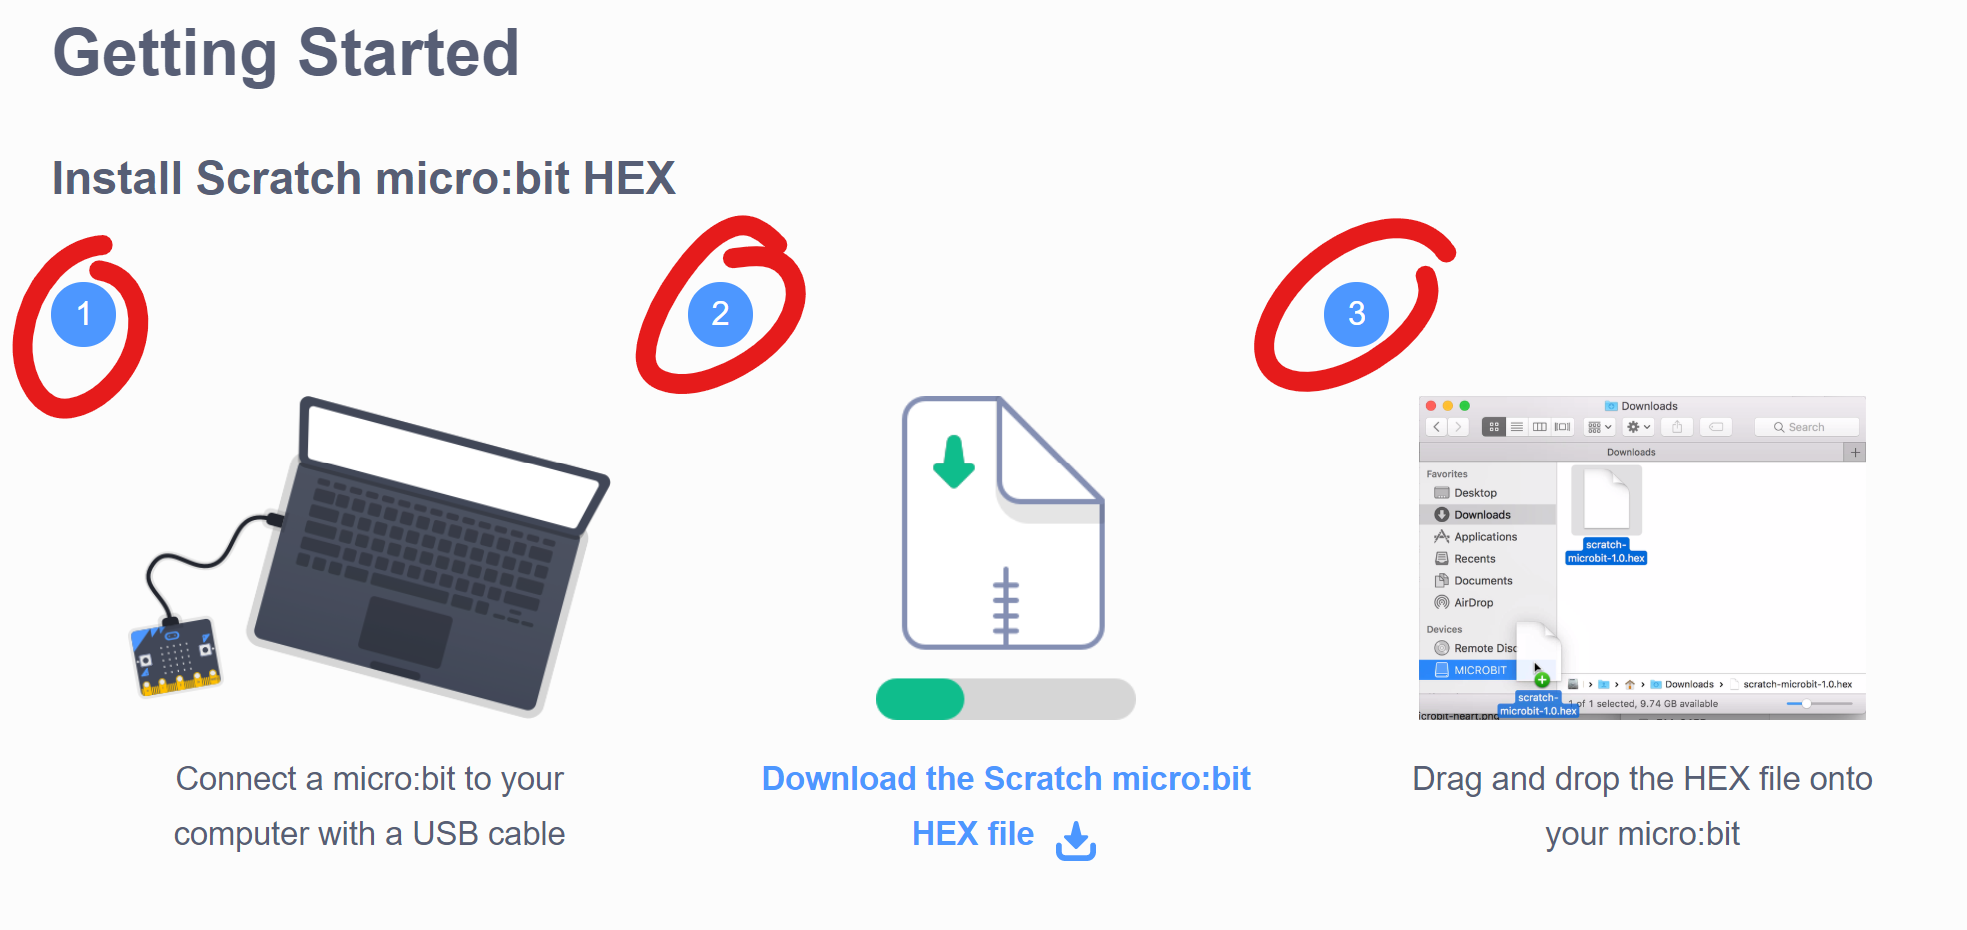 Getting Started
Install Scratch micro:bit HEX
1
2
3
Downloads
Search
Downloads
Favorites
Desktop
Downloads
Applications
Recents
Documents
AirDrop
Devices
Remote Disc
MICROBIT
scratch-
microbit-1.0.hex
scratch-
microbit-1.0.hex
Downloads
scratch-microbit-1.0.hex
1 of 1 selected, 9.74 GB available
icrobit-heart.png
Connect a micro:bit to your
computer with a USB cable
Download the Scratch micro:bit
HEX file
Drag and drop the HEX file onto
your micro:bit